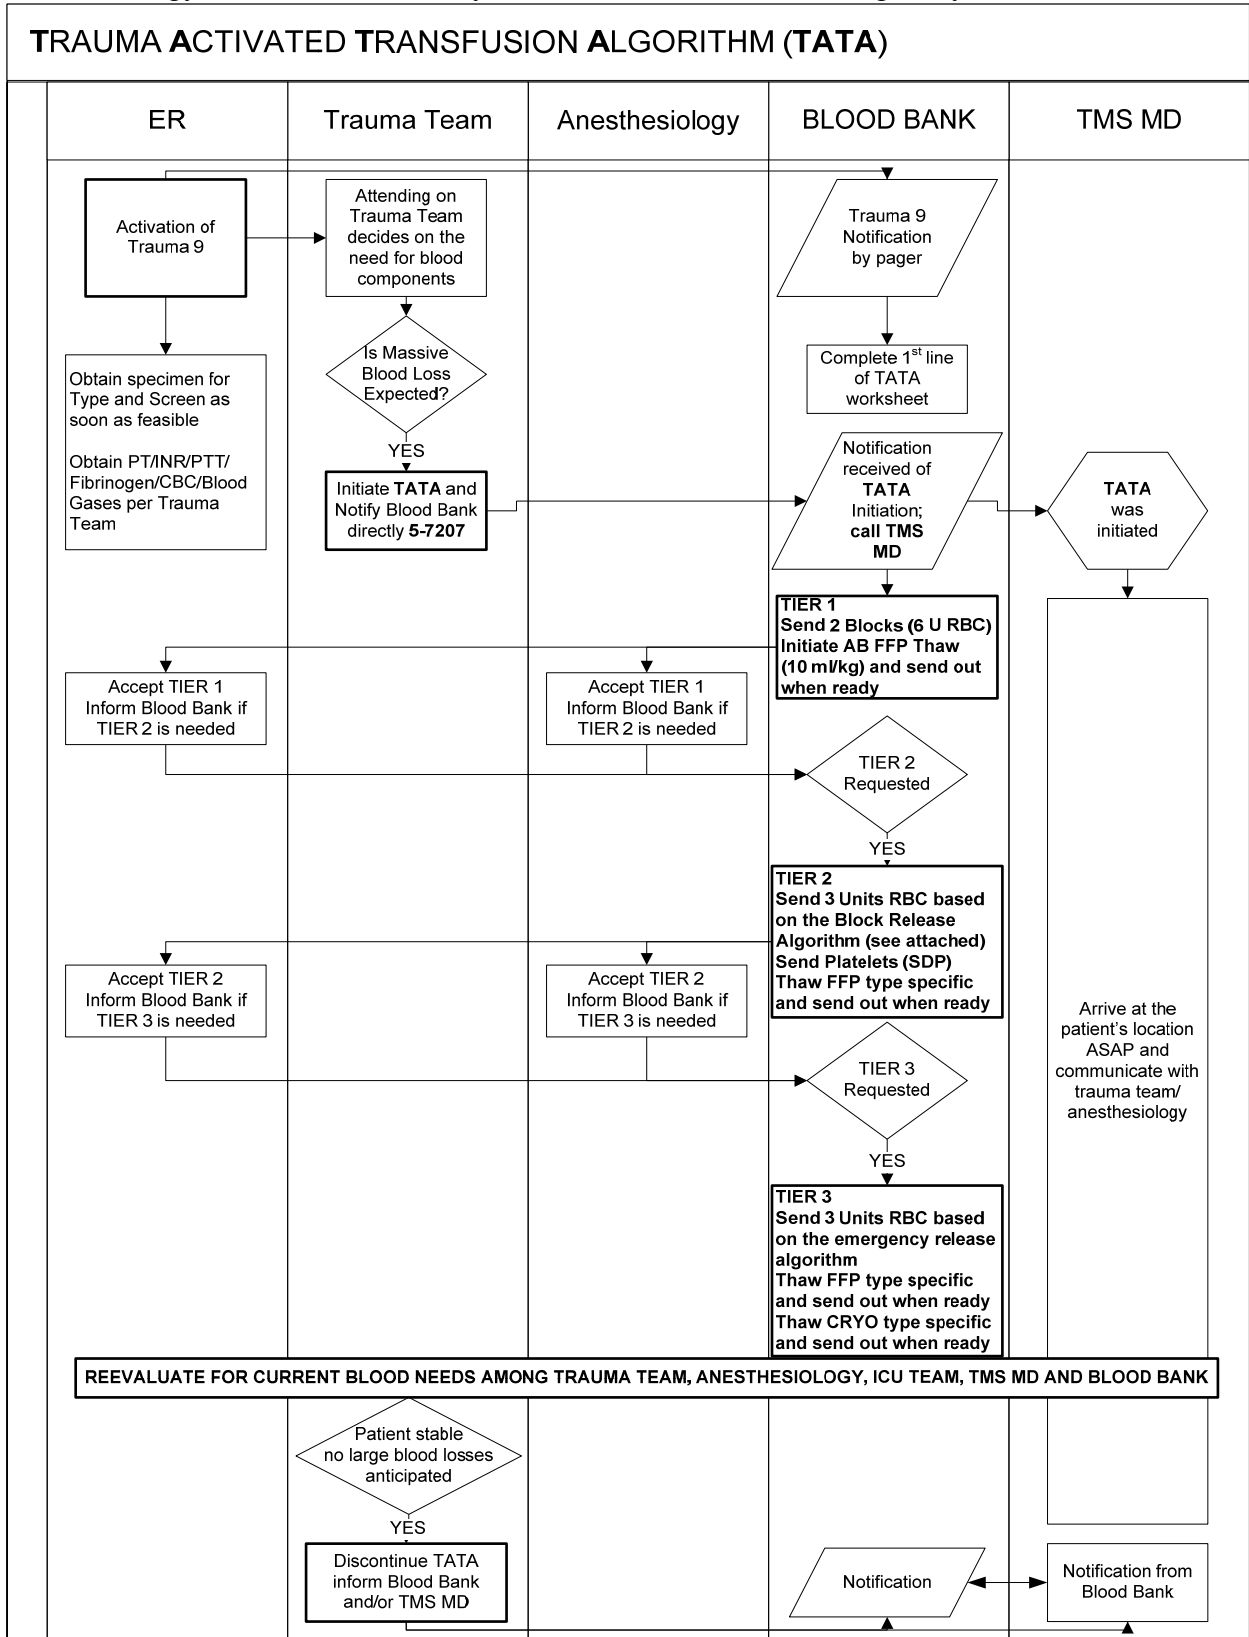 TRAUMA ACTIVATED TRANSFUSION ALGORITHM (TATA)
ER
Trauma Team
Anesthesiology
BLOOD BANK
TMS MD
Activation of
Trauma 9
Attending on
Trauma Team
decides on the
need for blood
components
Trauma 9
Notification
by pager
Is Massive
Blood Loss
Expected?
Complete 1st line
of TATA
worksheet
Obtain specimen for
Type and Screen as
soon as feasible
Obtain PT/INR/PTT/
Fibrinogen/CBC/Blood
Gases per Trauma
Team
YES
Initiate TATA and
Notify Blood Bank
directly 5-7207
Notification
received of
TATA
Initiation;
call TMS
MD
TATA
was
initiated
TIER 1
Send 2 Blocks (6 U RBC)
Initiate AB FFP Thaw
(10 ml/kg) and send out
when ready
Accept TIER 1
Inform Blood Bank if
TIER 2 is needed
Accept TIER 1
Inform Blood Bank if
TIER 2 is needed
TIER 2
Requested
YES
TIER 2
Send 3 Units RBC based
on the Block Release
Algorithm (see attached)
Send Platelets (SDP)
Thaw FFP type specific
and send out when ready
Accept TIER 2
Inform Blood Bank if
TIER 3 is needed
Accept TIER 2
Inform Blood Bank if
TIER 3 is needed
Arrive at the
patient's location
ASAP and
communicate with
trauma team/
anesthesiology
TIER 3
Requested
YES
TIER 3
Send 3 Units RBC based
on the emergency release
algorithm
Thaw FFP type specific
and send out when ready
Thaw CRYO type specific
and send out when ready
REEVALUATE FOR CURRENT BLOOD NEEDS AMONG TRAUMA TEAM, ANESTHESIOLOGY, ICU TEAM, TMS MD AND BLOOD BANK
Patient stable
no large blood losses
anticipated
YES
Discontinue TATA
inform Blood Bank
and/or TMS MD
Notification
Notification from
Blood Bank